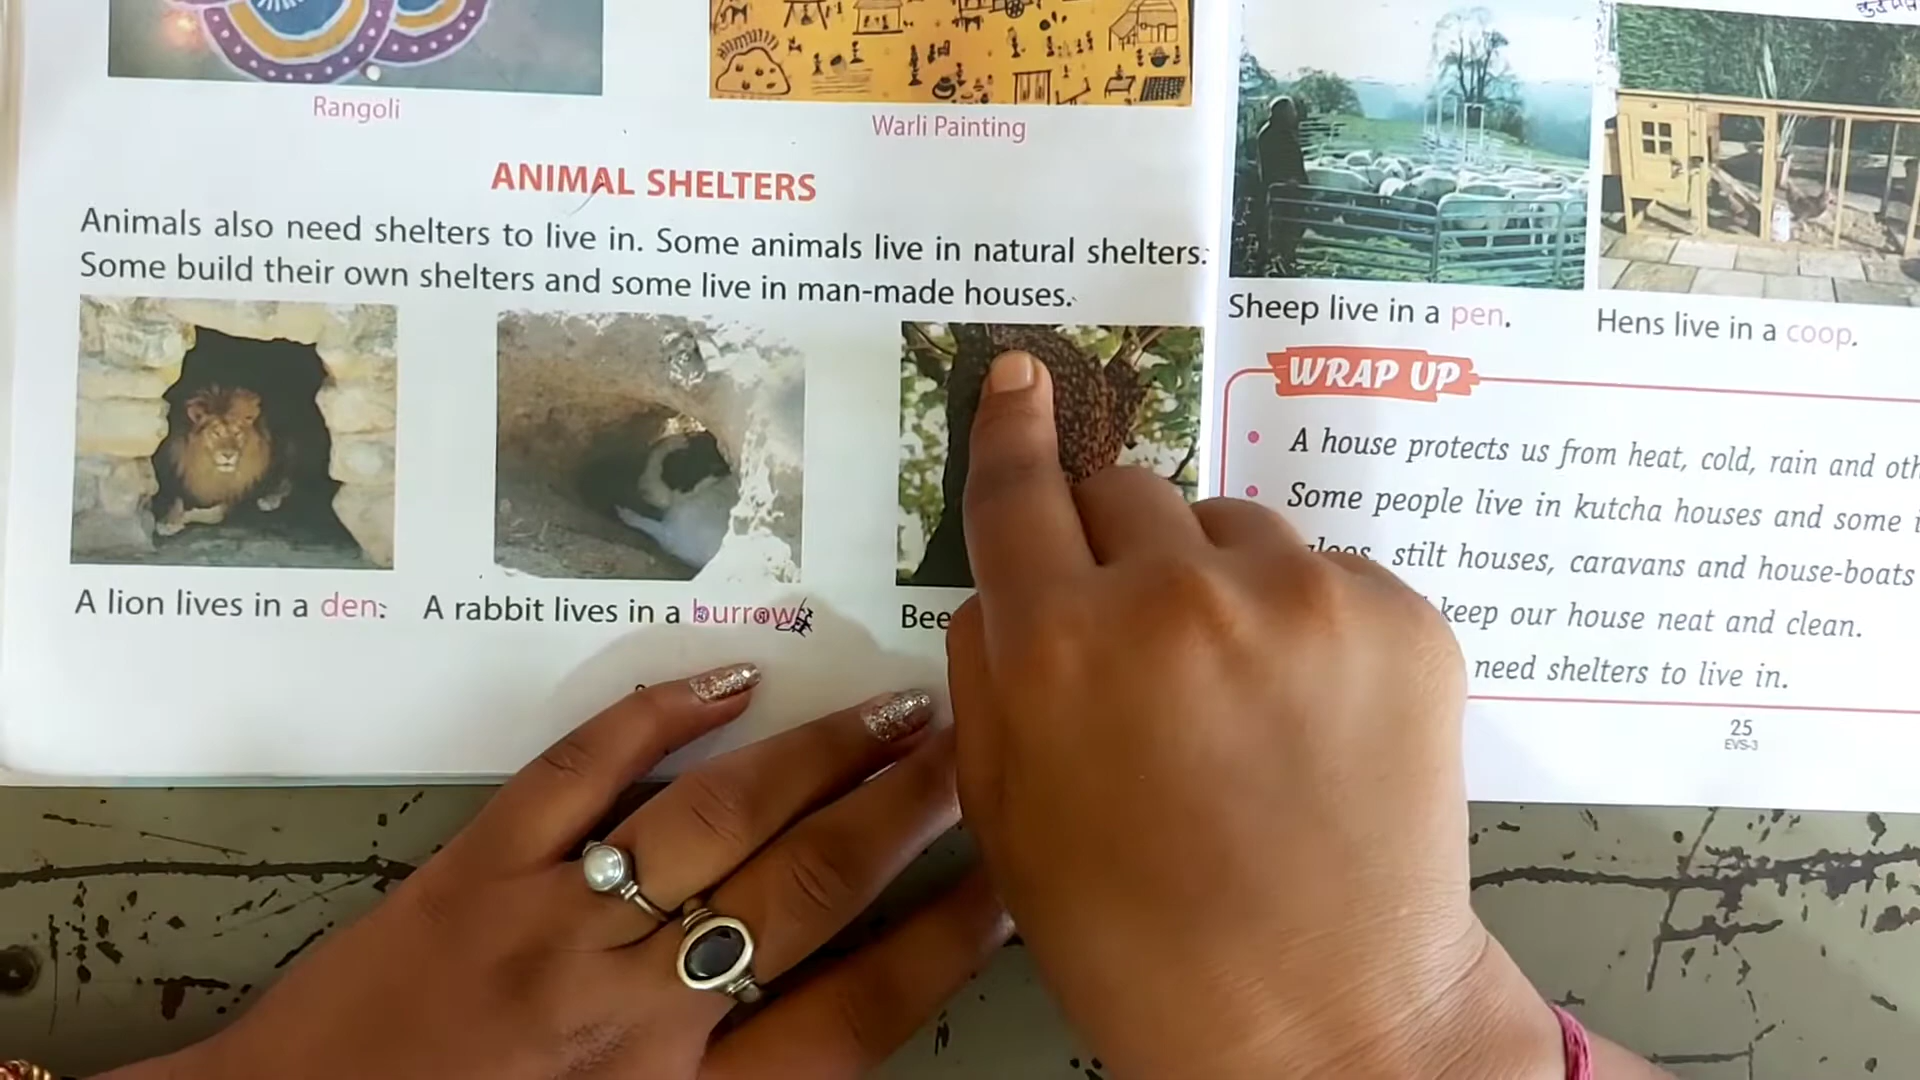 Rangoli
Warli Painting
ANIMAL SHELTERS
Animals also need shelters to live in. Some animals live in natural shelters.
Some build their own shelters and some live in man-made houses.
A lion lives in a den.
A rabbit lives in a burrow
Bee
Sheep live in a pen.
Hens live in a coop.
WRAP UP
• A house protects us from heat, cold, rain and oth
• Some people live in kutcha houses and some i
gloos, stilt houses, caravans and house-boats
keep our house neat and clean.
need shelters to live in.
25
EVS-3